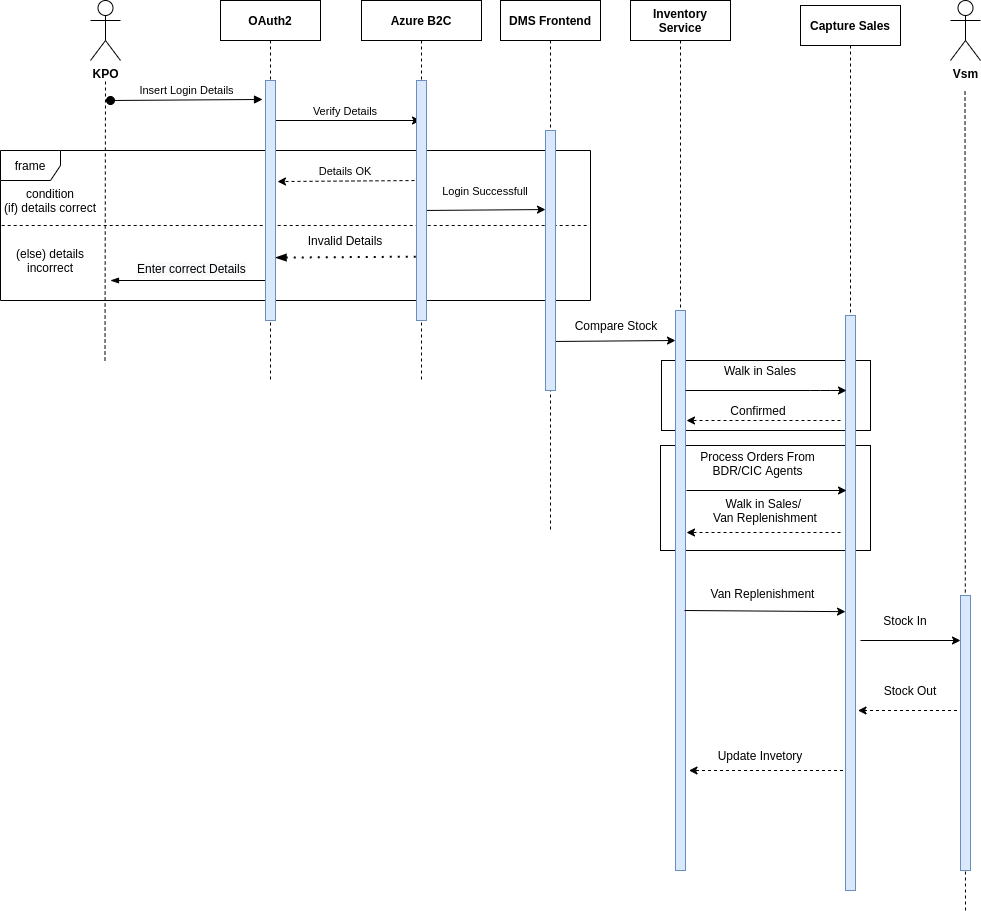 OAuth2
Azure B2C
DMS Frontend
Inventory
Service
Capture Sales
KPO
Vsm
Insert Login Details
Verify Details
frame
Details OK
condition
(if) details correct
Login Successfull
Invalid Details
(else) details
incorrect
Enter correct Details
Compare Stock
Walk in Sales
Confirmed
Process Orders From
BDR/CIC Agents
Walk in Sales/
Van Replenishment
Van Replenishment
Stock In
Stock Out
Update Invetory